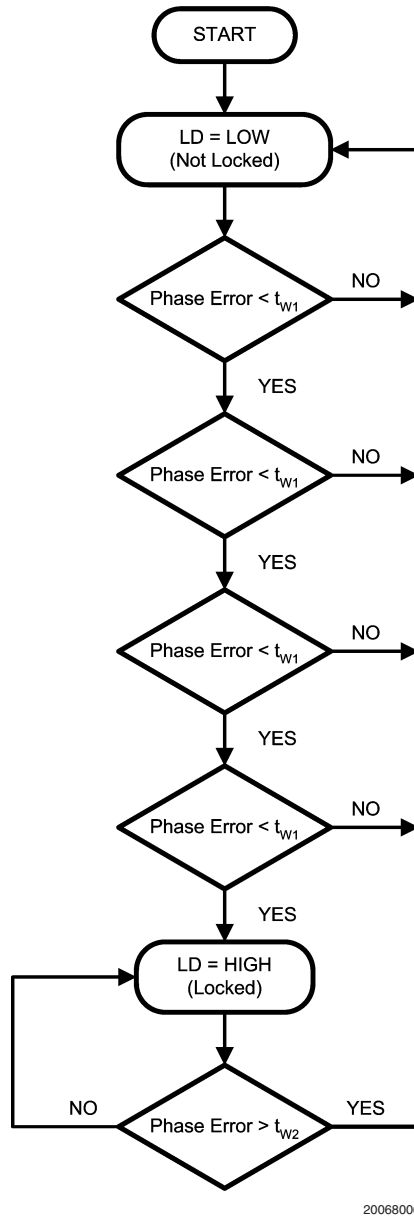 START
LD = LOW
(Not Locked)
Phase Error < tW1
NO
YES
Phase Error < tW1
NO
YES
Phase Error < tW1
NO
YES
Phase Error < tW1
NO
YES
LD = HIGH
(Locked)
NO
Phase Error > tW2
YES
2006800